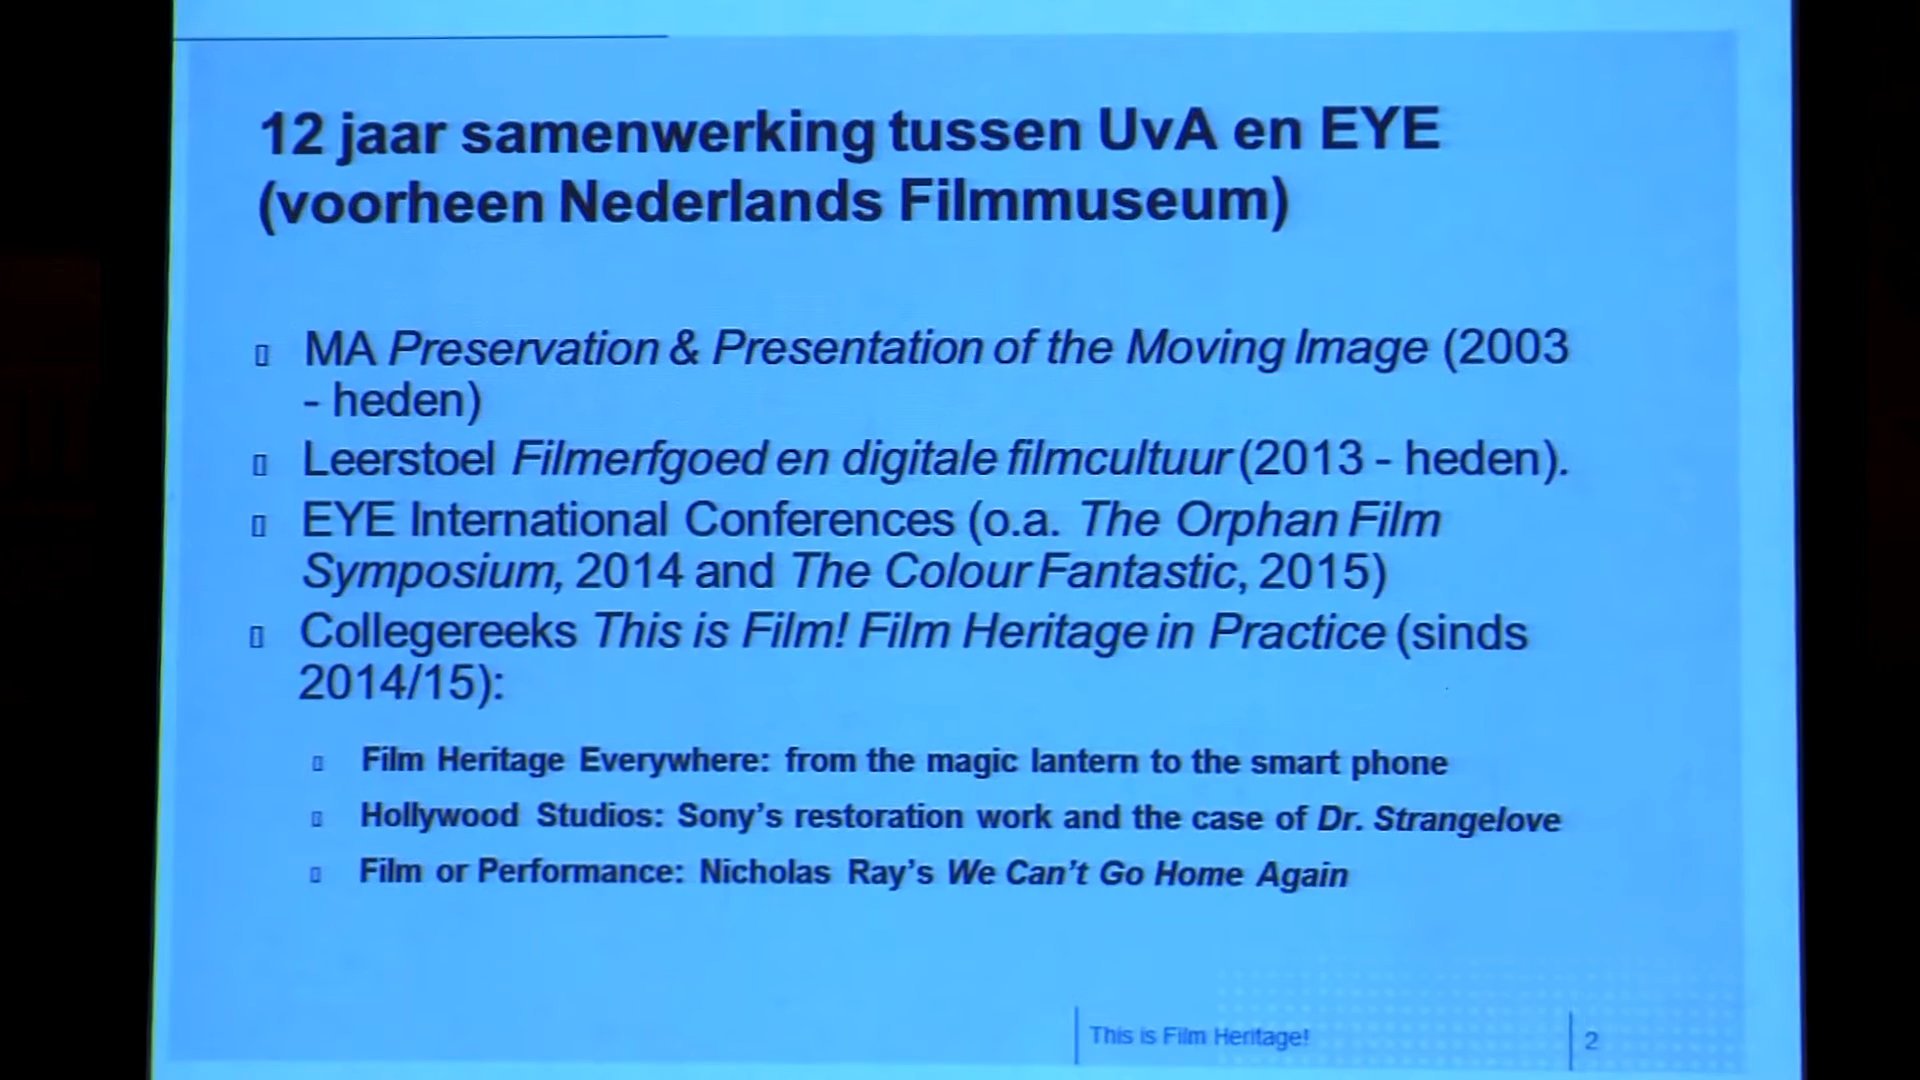 12 jaar samenwerking tussen UvA en EYE
(voorheen Nederlands Filmmuseum)
MA Preservation & Presentation of the Moving Image (2003
- heden)
Leerstoel Filmerfgoed en digitale filmcultuur (2013 - heden).
EYE International Conferences (o.a. The Orphan Film
Symposium, 2014 and The Colour Fantastic, 2015)
Collegereeks This is Film! Film Heritage in Practice (sinds
2014/15):
Film Heritage Everywhere: from the magic lantern to the smart phone
Hollywood Studios: Sony's restoration work and the case of Dr. Strangelove
Film or Performance: Nicholas Ray's We Can't Go Home Again
This is Film Heritage!
2